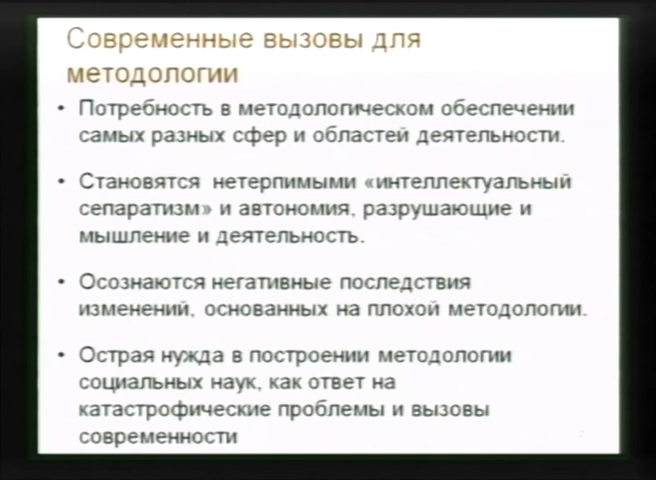 Современные вызовы для
методологии
• Потребность в методологическом обеспечении
самых разных сфер и областей деятельности.
• Становятся нетерпимыми «интеллектуальный
сепаратизм» и автономия, разрушающие и
мышление и деятельность.
• Осознаются негативные последствия
изменений, основанных на плохой методологии.
• Острая нужда в построении методологии
социальных наук, как ответ на
катастрофические проблемы и вызовы
современности